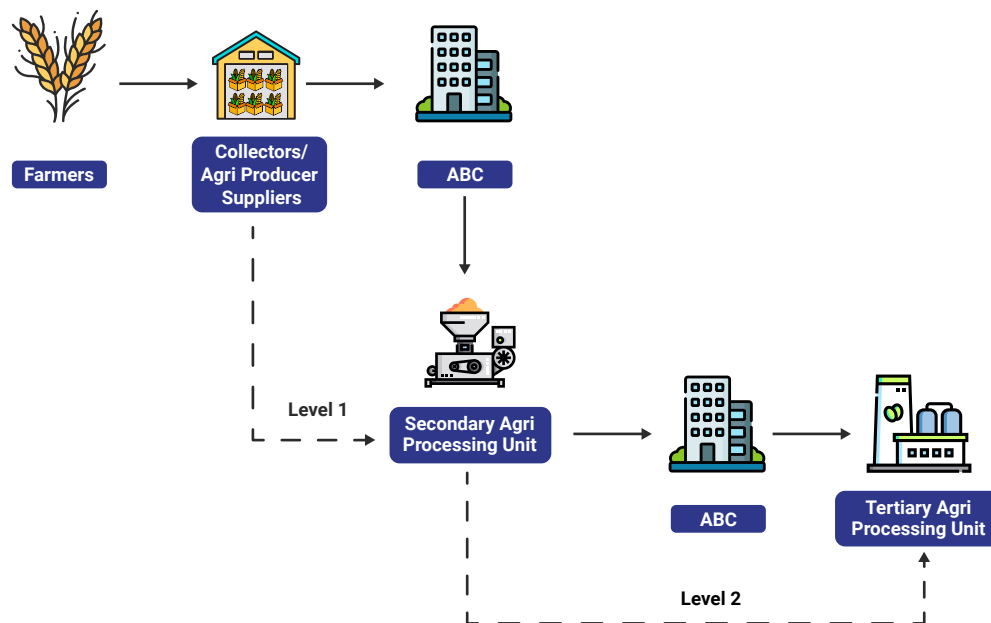 Farmers
Collectors/
Agri Producer
Suppliers
ABC
Level 1
Secondary Agri
Processing Unit
ABC
Tertiary Agri
Processing Unit
Level 2